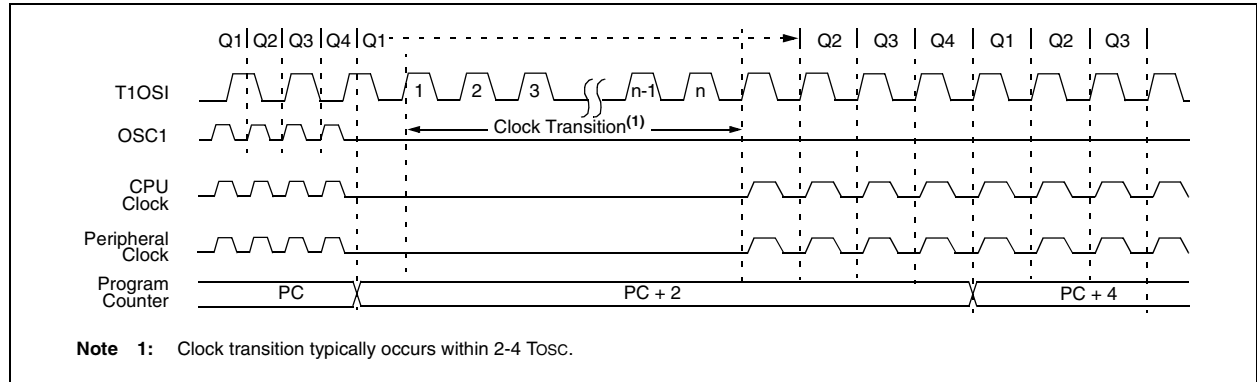 Q1 Q2 Q3 Q4 Q1 Q2 Q3 Q4 Q1 Q2 Q3
T1OSI 1 2 3 n-1 n
OSC1 Clock Transition(1)
CPU
Clock
Peripheral
Clock
Program
Counter
PC PC + 2 PC + 4
Note 1: Clock transition typically occurs within 2-4 TOSC.